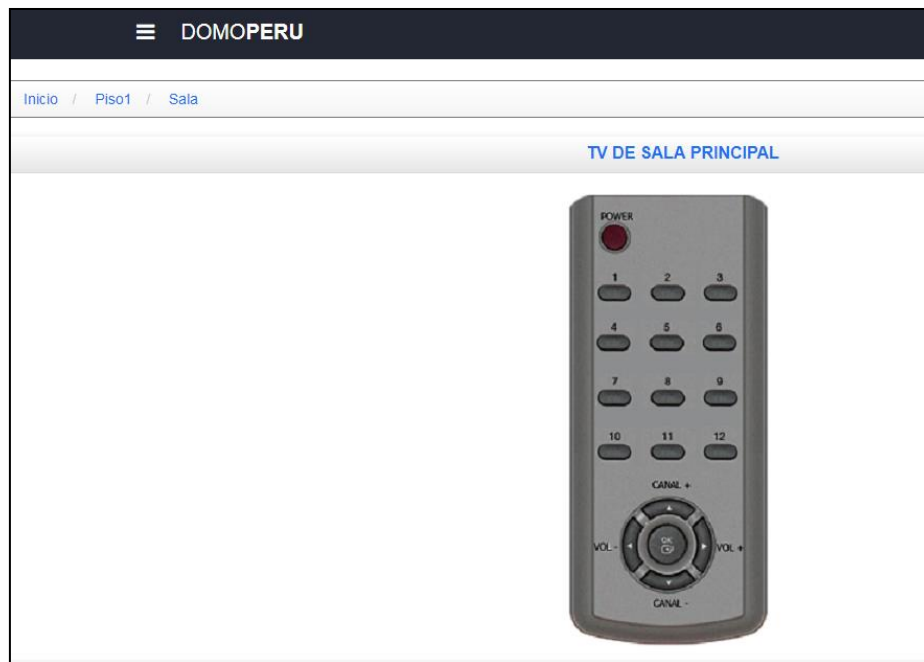 DOMOPERU
Inicio / Piso1 / Sala
TV DE SALA PRINCIPAL
POWER
1 2 3
4 5 6
7 8 9
10 11 12
CANAL +
VOL - OK VOL +
CANAL -